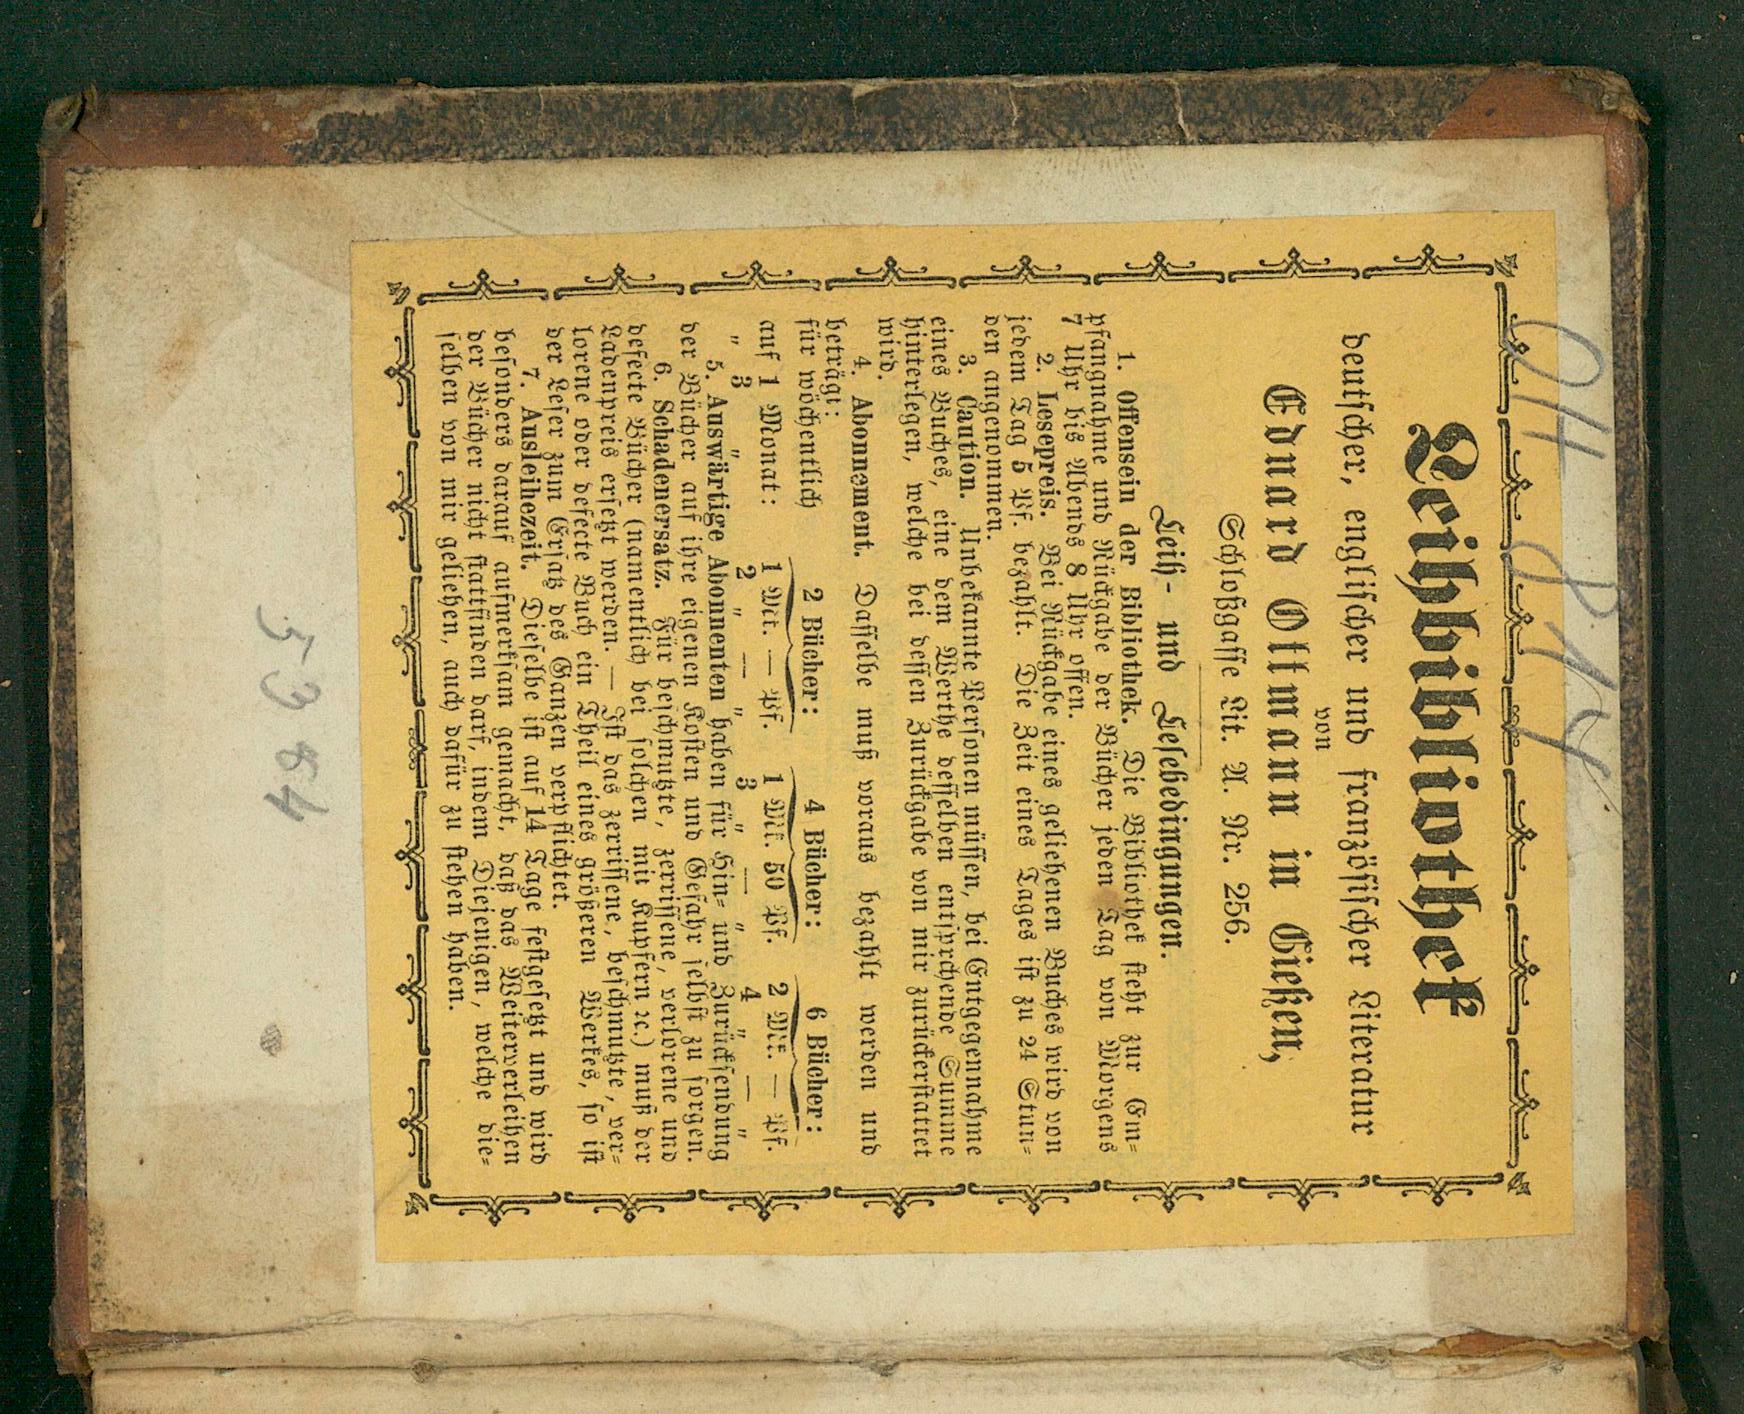 Leihbibliothek
deutscher, englischer und französischer Literatur
von
Eduard Ottmann in Gießen,
Schloßgasse Lit. A. Nr. 256.
Leih- und Lesebedingungen.
1. Offensein der Bibliothek. Die Bibliothek steht zur Em-
pfangnahme und Rückgabe der Bücher jeden Tag von Morgens
7 Uhr bis Abends 8 Uhr offen.
2. Lesepreis. Bei Rückgabe eines geliehenen Buches wird von
jedem Tag 5 Pf. bezahlt. Die Zeit eines Tages ist zu 24 Stun-
den angenommen.
3. Caution. Unbekannte Personen müssen, bei Entgegennahme
eines Buches, eine dem Werthe desselben entsprchende Summe
hinterlegen, welche bei dessen Zurückgabe von mir zurückerstattet
wird.
4. Abonnement. Dasselbe muß voraus bezahlt werden und
beträgt:
für wöchentlich 2 Bücher: 4 Bücher: 6 Bücher:
auf 1 Monat: 1 Mk. — Pf. 1 Mk. 50 Pf. 2 Mk. — Pf.
" 3 " 2 " — " 3 " — " 4 " — "
5. Auswärtige Abonnenten haben für Hin- und Zurücksendung
der Bücher auf ihre eigenen Kosten und Gefahr selbst zu sorgen.
6. Schadenersatz. Für beschmutzte, zerrissene, verlorene und
defecte Bücher (namentlich bei solchen mit Kupfern ꝛc.) muß der
Ladenpreis ersetzt werden. — Ist das zerrissene, beschmutzte, ver-
lorene oder defecte Buch ein Theil eines größeren Werkes, so ist
der Leser zum Ersatz des Ganzen verpflichtet.
7. Ausleihezeit. Dieselbe ist auf 14 Tage festgesetzt und wird
besonders darauf aufmerksam gemacht, daß das Weiterverleihen
der Bücher nicht stattfinden darf, indem Diejenigen, welche die-
selben von mir geliehen, auch dafür zu stehen haben.
53 84